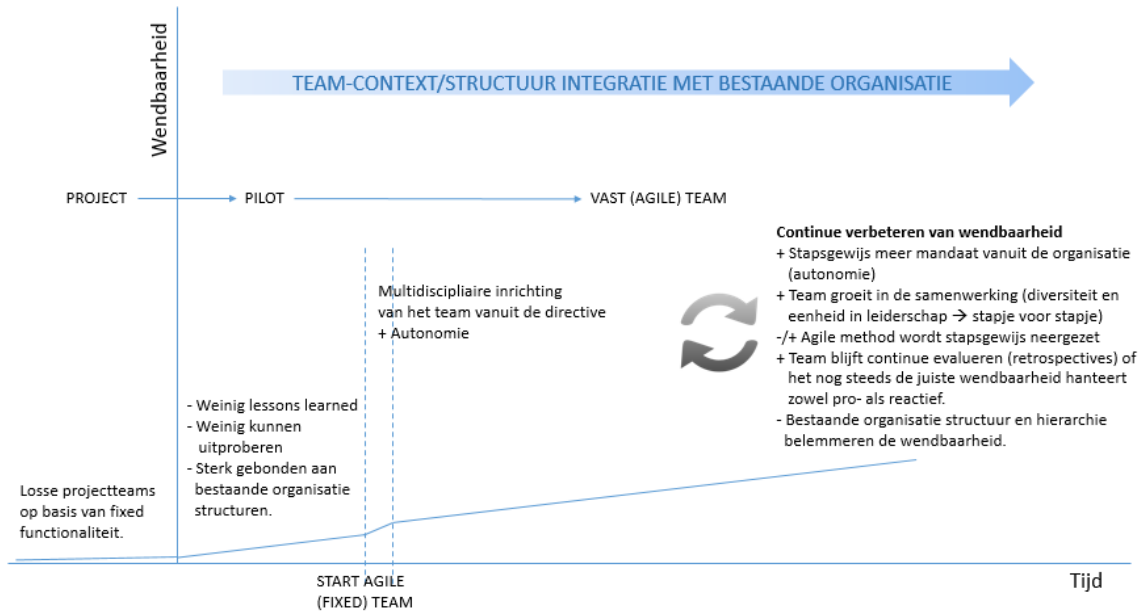 Wendbaarheid
TEAM-CONTEXT/STRUCTUUR INTEGRATIE MET BESTAANDE ORGANISATIE
PROJECT
PILOT
VAST (AGILE) TEAM
Continue verbeteren van wendbaarheid
+ Stapsgewijs meer mandaat vanuit de organisatie
(autonomie)
+ Team groeit in de samenwerking (diversiteit en
eenheid in leiderschap → stapje voor stapje)
-/+ Agile method wordt stapsgewijs neergezet
+ Team blijft continue evalueren (retrospectives) of
het nog steeds de juiste wendbaarheid hanteert
zowel pro- als reactief.
- Bestaande organisatie structuur en hierarchie
belemmeren de wendbaarheid.
Multidiscipliaire inrichting
van het team vanuit de directive
+ Autonomie
- Weinig lessons learned
- Weinig kunnen
uitproberen
- Sterk gebonden aan
bestaande organisatie
structuren.
Losse projectteams
op basis van fixed
functionaliteit.
START AGILE
(FIXED) TEAM
Tijd